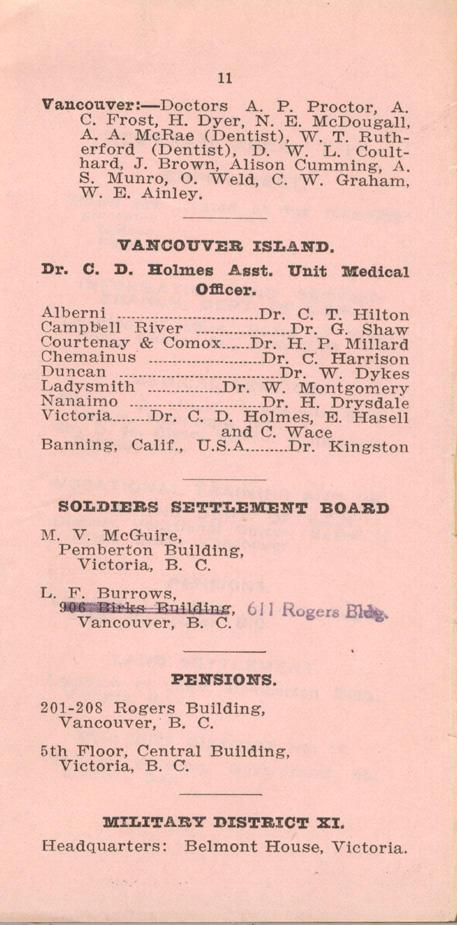 11
Vancouver:—Doctors A. P. Proctor, A.
C. Frost, H. Dyer, N. E. McDougall,
A. A. McRae (Dentist), W. T. Ruth-
erford (Dentist), D. W. L. Coult-
hard, J. Brown, Alison Cumming, A.
S. Munro, O. Weld, C. W. Graham,
W. E. Ainley.
VANCOUVER ISLAND.
Dr. C. D. Holmes Asst. Unit Medical
Officer.
Alberni ........................Dr. C. T. Hilton
Campbell River ..................Dr. G. Shaw
Courtenay & Comox.....Dr. H. P. Millard
Chemainus ...................Dr. C. Harrison
Duncan .............................Dr. W. Dykes
Ladysmith ............Dr. W. Montgomery
Nanaimo ......................Dr. H. Drysdale
Victoria.......Dr. C. D. Holmes, E. Hasell
and C. Wace
Banning, Calif., U.S.A.......Dr. Kingston
SOLDIERS SETTLEMENT BOARD
M. V. McGuire,
Pemberton Building,
Victoria, B. C.
L. F. Burrows,
906 Birks Building, 611 Rogers Bldg.
Vancouver, B. C.
PENSIONS.
201-208 Rogers Building,
Vancouver, B. C.
5th Floor, Central Building,
Victoria, B. C.
MILITARY DISTRICT XI.
Headquarters: Belmont House, Victoria.